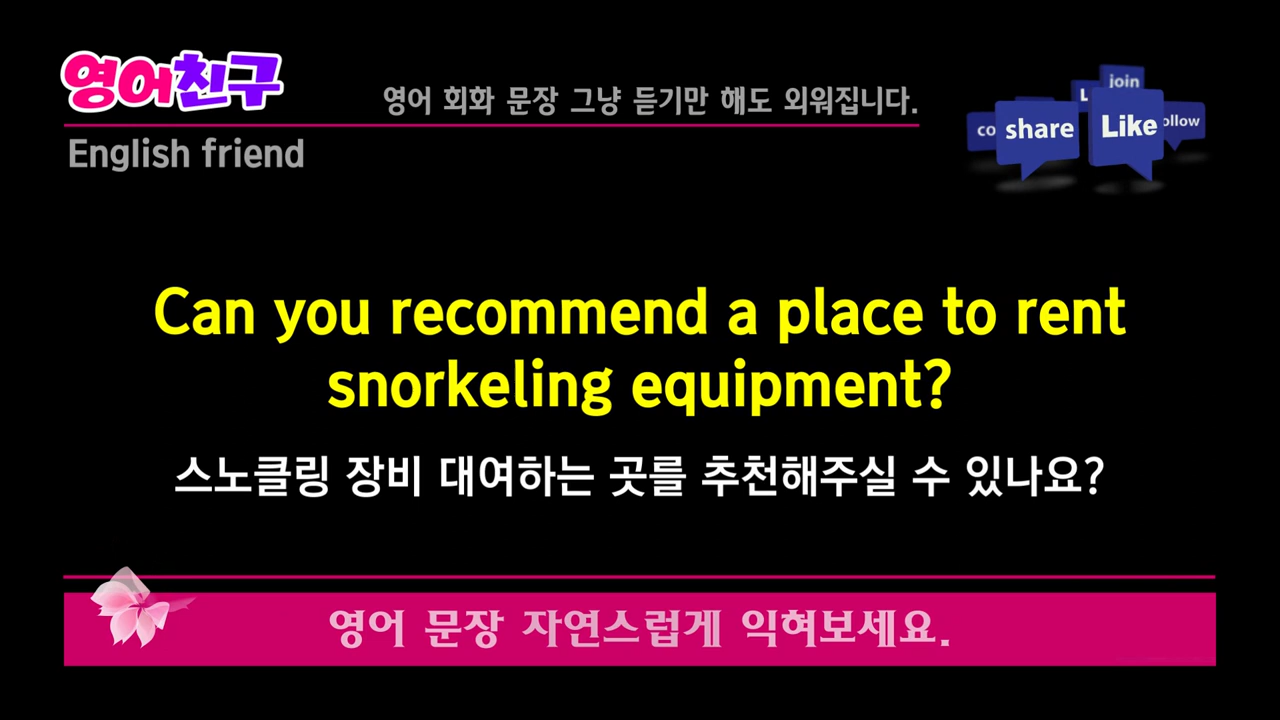 영어친구
영어 회화 문장 그냥 듣기만 해도 외워집니다.
English friend
join
share
Like
Can you recommend a place to rent
snorkeling equipment?
스노클링 장비 대여하는 곳를 추천해주실 수 있나요?
영어 문장 자연스럽게 익혀보세요.